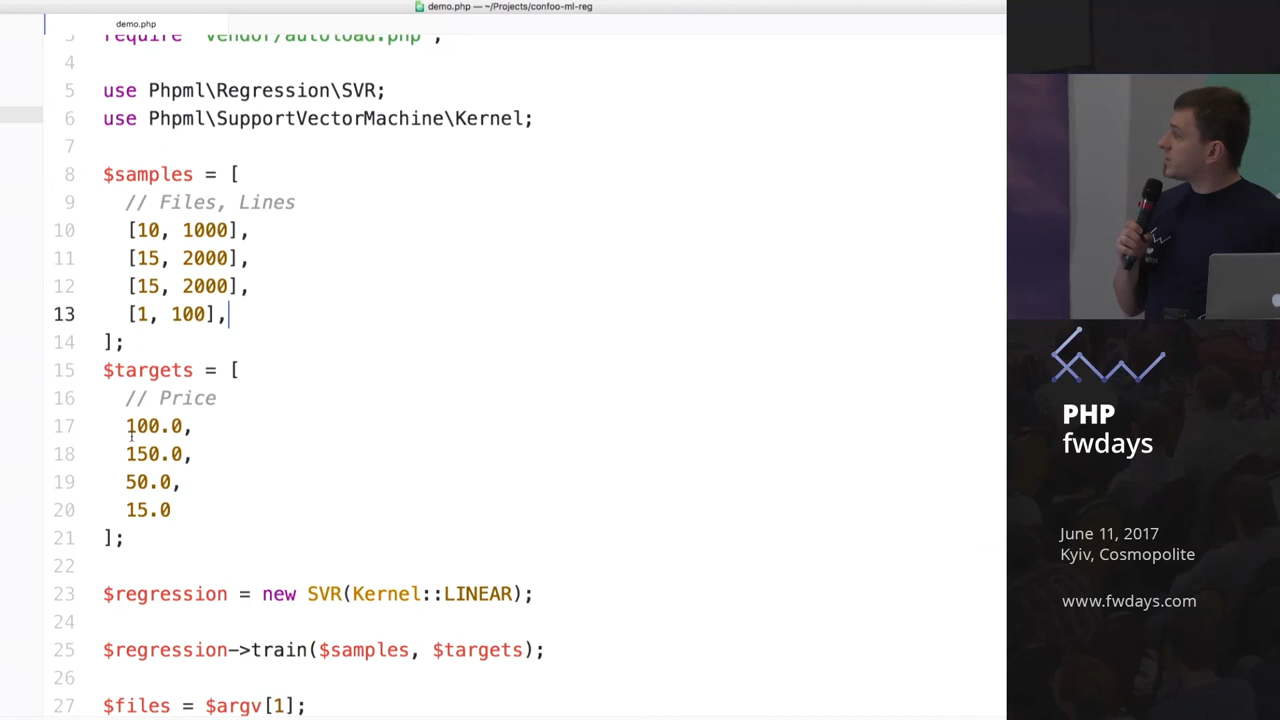 demo.php — ~/Projects/confoo-ml-reg
demo.php
3 require 'vendor/autoload.php';
4
5 use Phpml\Regression\SVR;
6 use Phpml\SupportVectorMachine\Kernel;
7
8 $samples = [
9 // Files, Lines
10 [10, 1000],
11 [15, 2000],
12 [15, 2000],
13 [1, 100],
14 ];
15 $targets = [
16 // Price
17 100.0,
18 150.0,
19 50.0,
20 15.0
21 ];
22
23 $regression = new SVR(Kernel::LINEAR);
24
25 $regression->train($samples, $targets);
26
27 $files = $argv[1];
PHP
fwdays
June 11, 2017
Kyiv, Cosmopolite
www.fwdays.com